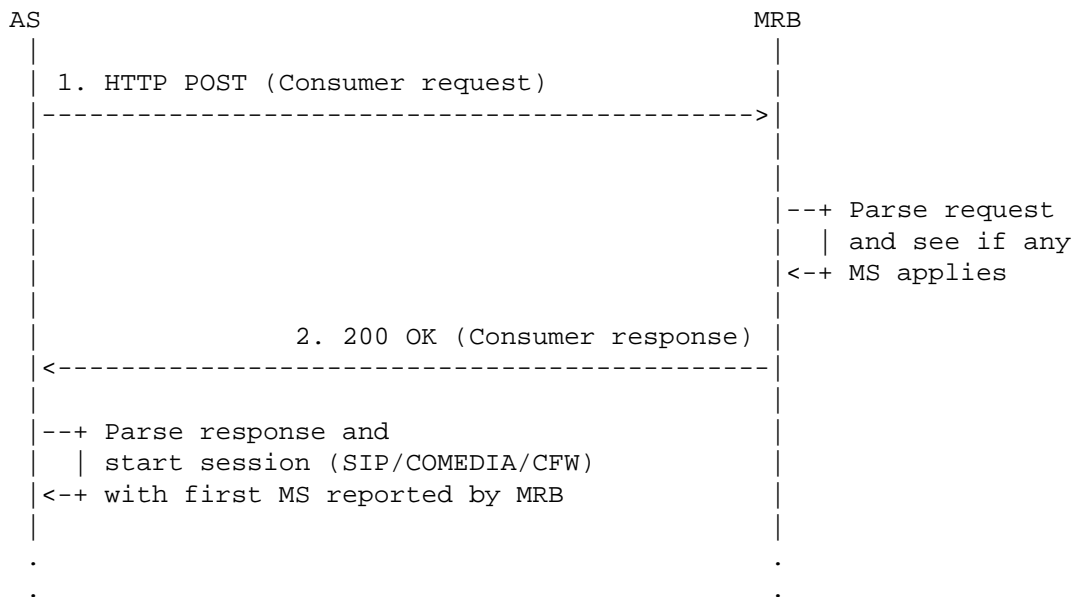 AS MRB
1. HTTP POST (Consumer request)
Parse request
and see if any
MS applies
2. 200 OK (Consumer response)
Parse response and
start session (SIP/COMEDIA/CFW)
with first MS reported by MRB